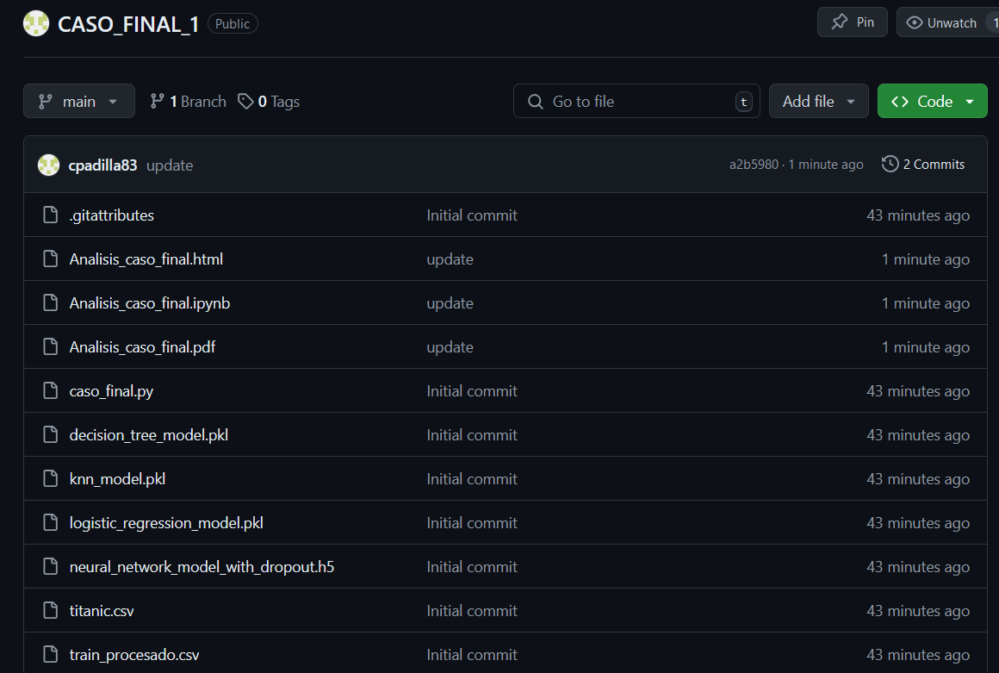 CASO_FINAL_1 Public Pin Unwatch 1
main 1 Branch 0 Tags Go to file t Add file <> Code
cpadilla83 update a2b5980 · 1 minute ago 2 Commits
.gitattributes Initial commit 43 minutes ago
Analisis_caso_final.html update 1 minute ago
Analisis_caso_final.ipynb update 1 minute ago
Analisis_caso_final.pdf update 1 minute ago
caso_final.py Initial commit 43 minutes ago
decision_tree_model.pkl Initial commit 43 minutes ago
knn_model.pkl Initial commit 43 minutes ago
logistic_regression_model.pkl Initial commit 43 minutes ago
neural_network_model_with_dropout.h5 Initial commit 43 minutes ago
titanic.csv Initial commit 43 minutes ago
train_procesado.csv Initial commit 43 minutes ago